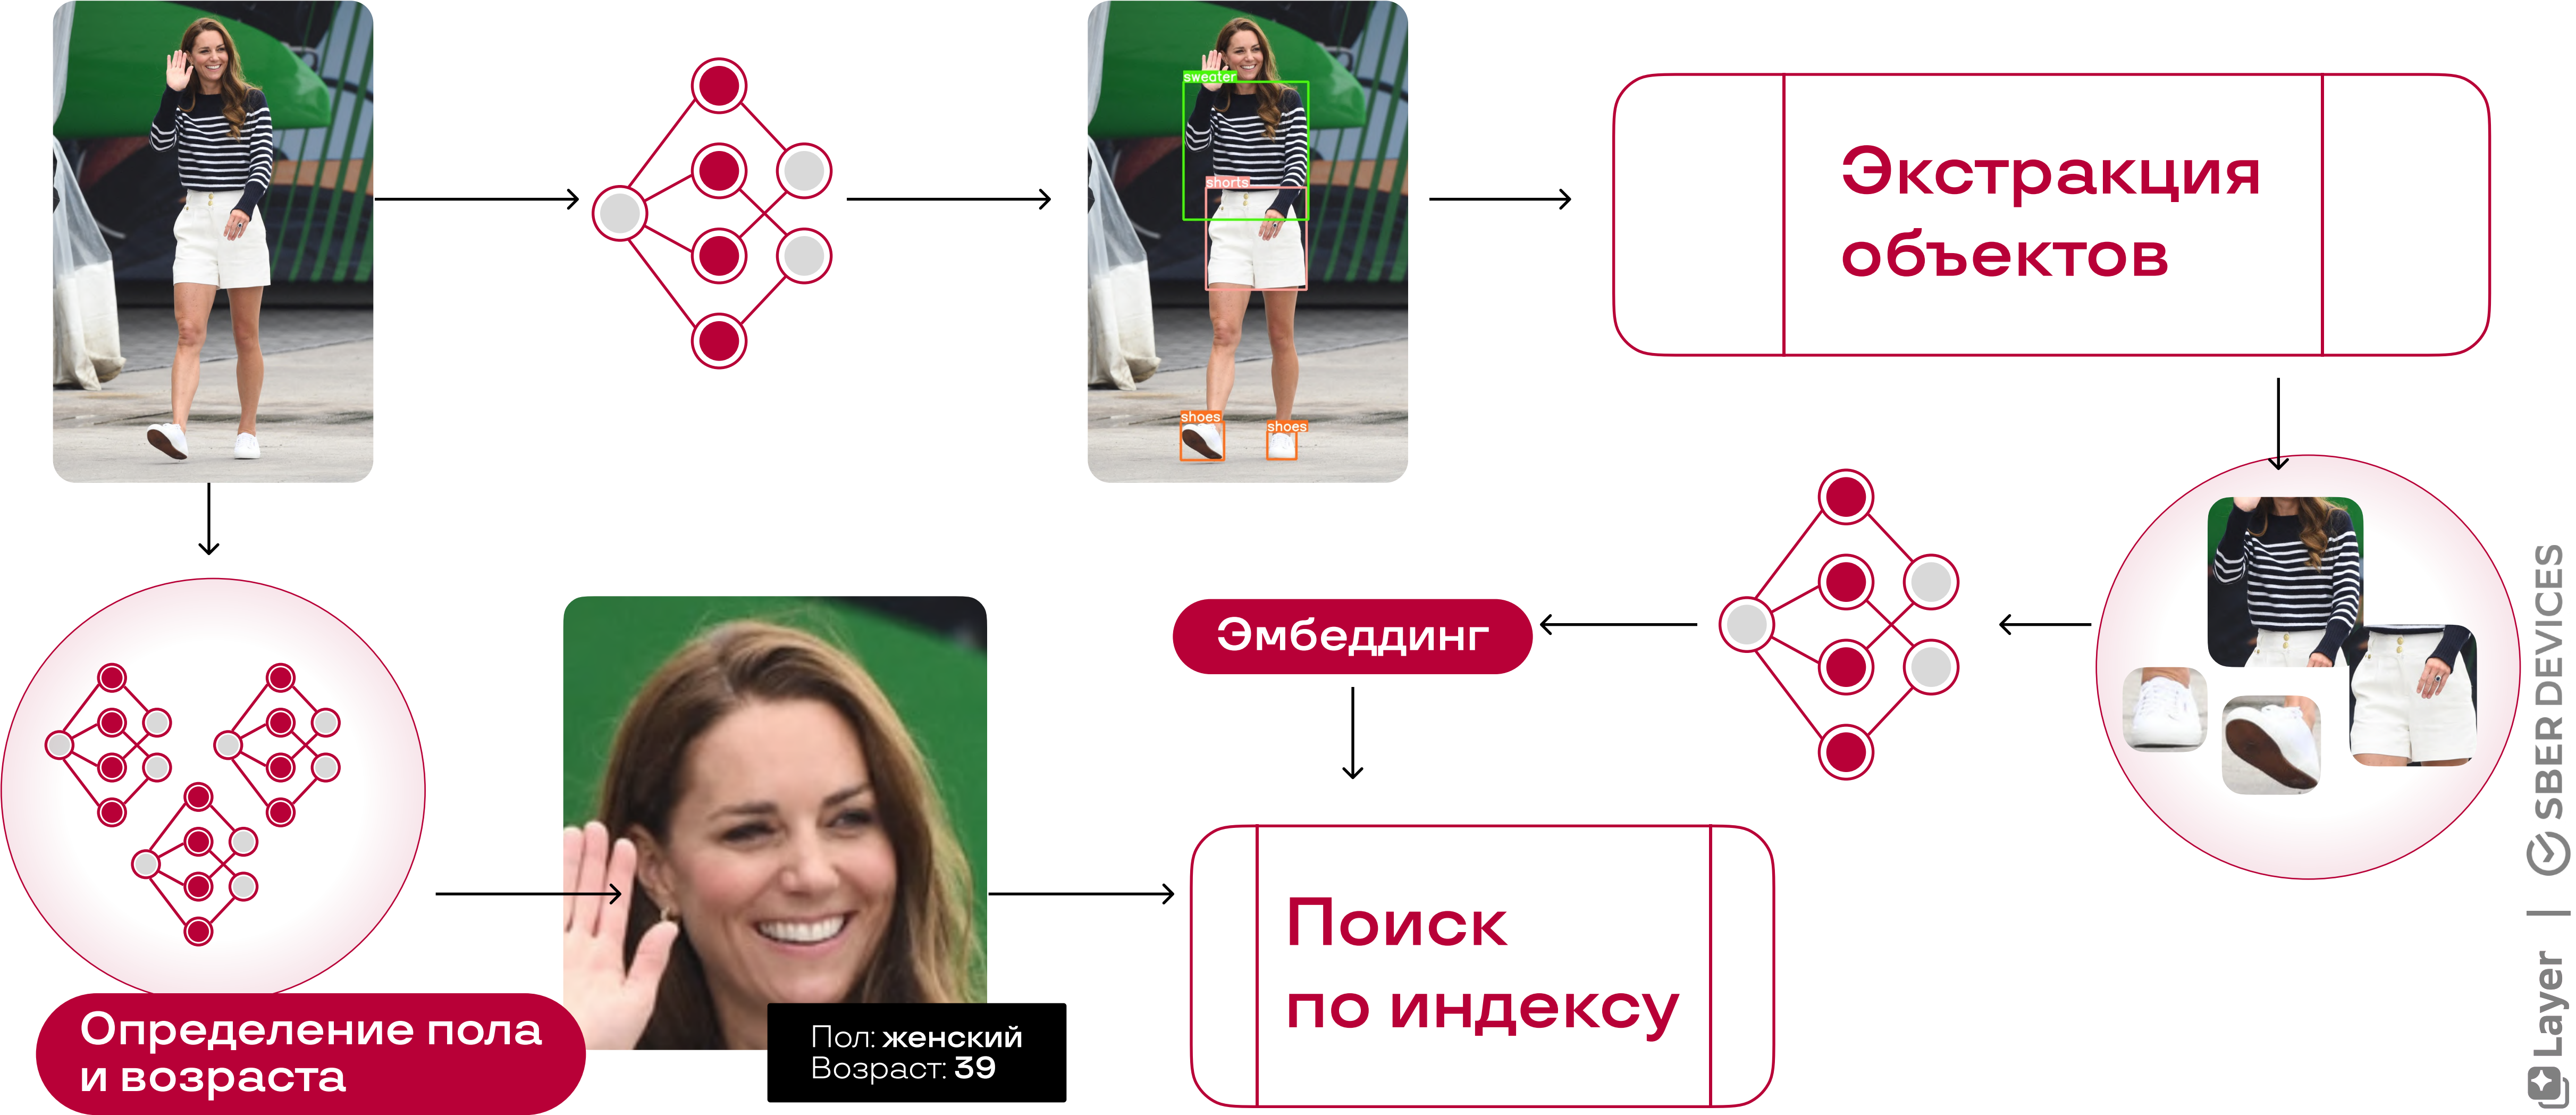 sweater
shorts
shoes
shoes
Экстракция
объектов
Эмбеддинг
Поиск
по индексу
Определение пола
и возраста
Пол: женский
Возраст: 39
Layer | SBER DEVICES